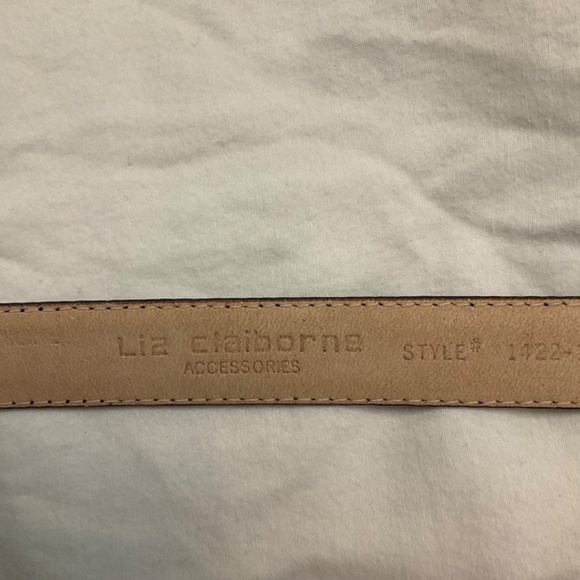 Liz claiborne
ACCESSORIES
STYLE# 1422-